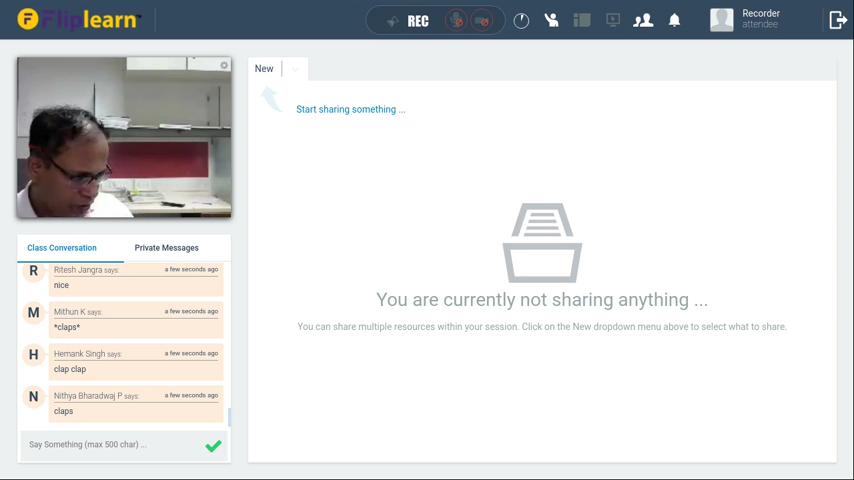 Fliplearn
REC
Recorder
attendee
New
Start sharing something ...
You are currently not sharing anything ...
You can share multiple resources within your session. Click on the New dropdown menu above to select what to share.
Class Conversation
Private Messages
R
Ritesh Jangra says:
a few seconds ago
nice
M
Mithun K says:
a few seconds ago
*claps*
H
Hemank Singh says:
a few seconds ago
clap clap
N
Nithya Bharadwaj P says:
a few seconds ago
claps
Say Something (max 500 char) ...